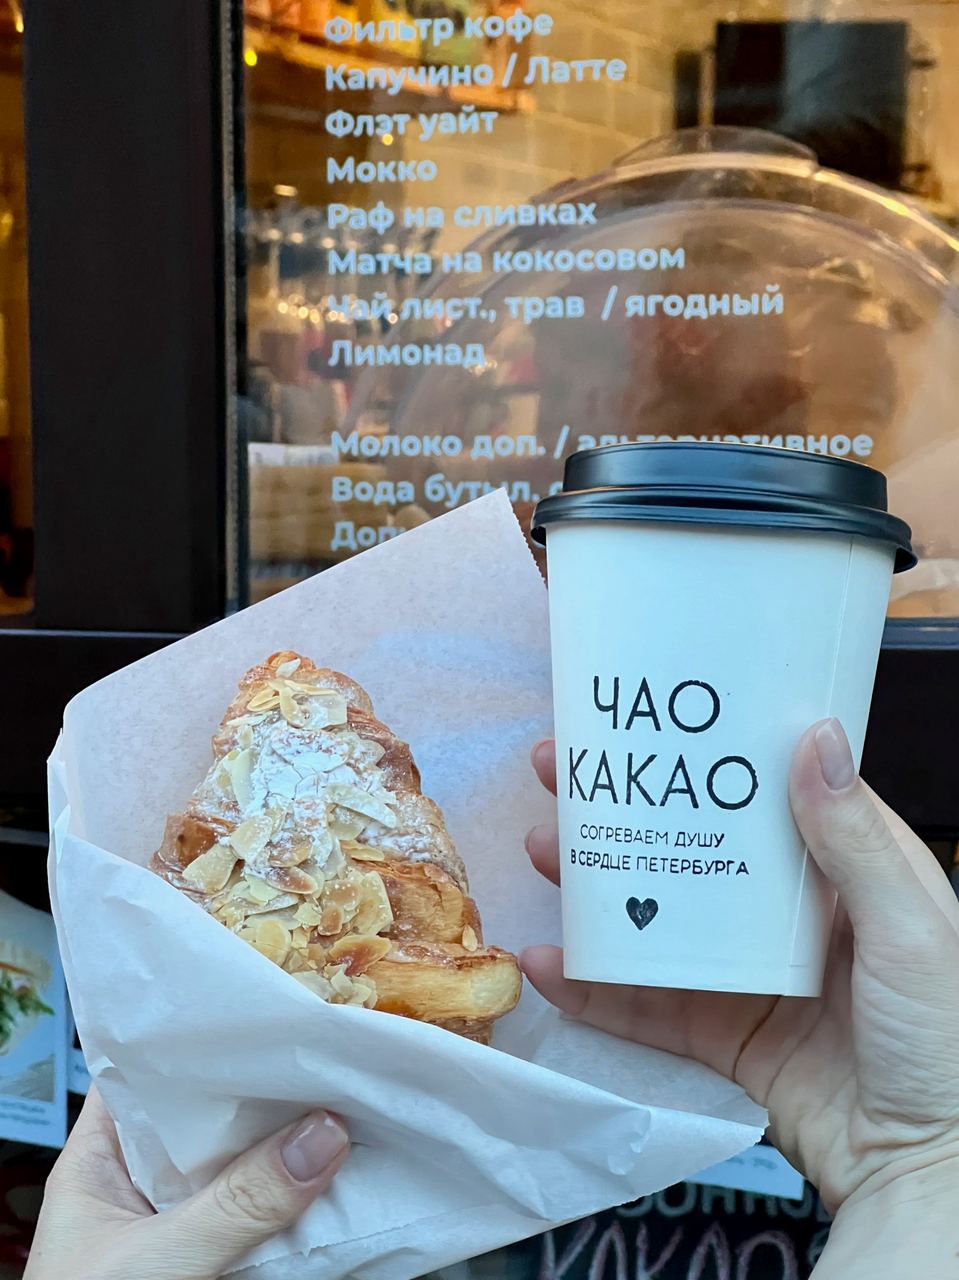 Фильтр кофе
Капучино / Латте
Флэт уайт
Мокко
Раф на сливках
Матча на кокосовом
Чай лист., трав / ягодный
Лимонад
Молоко доп. / альтернативное
Вода бутыл.
ЧАО
КАКАО
СОГРЕВАЕМ ДУШУ
В СЕРДЦЕ ПЕТЕРБУРГА
КАКАО